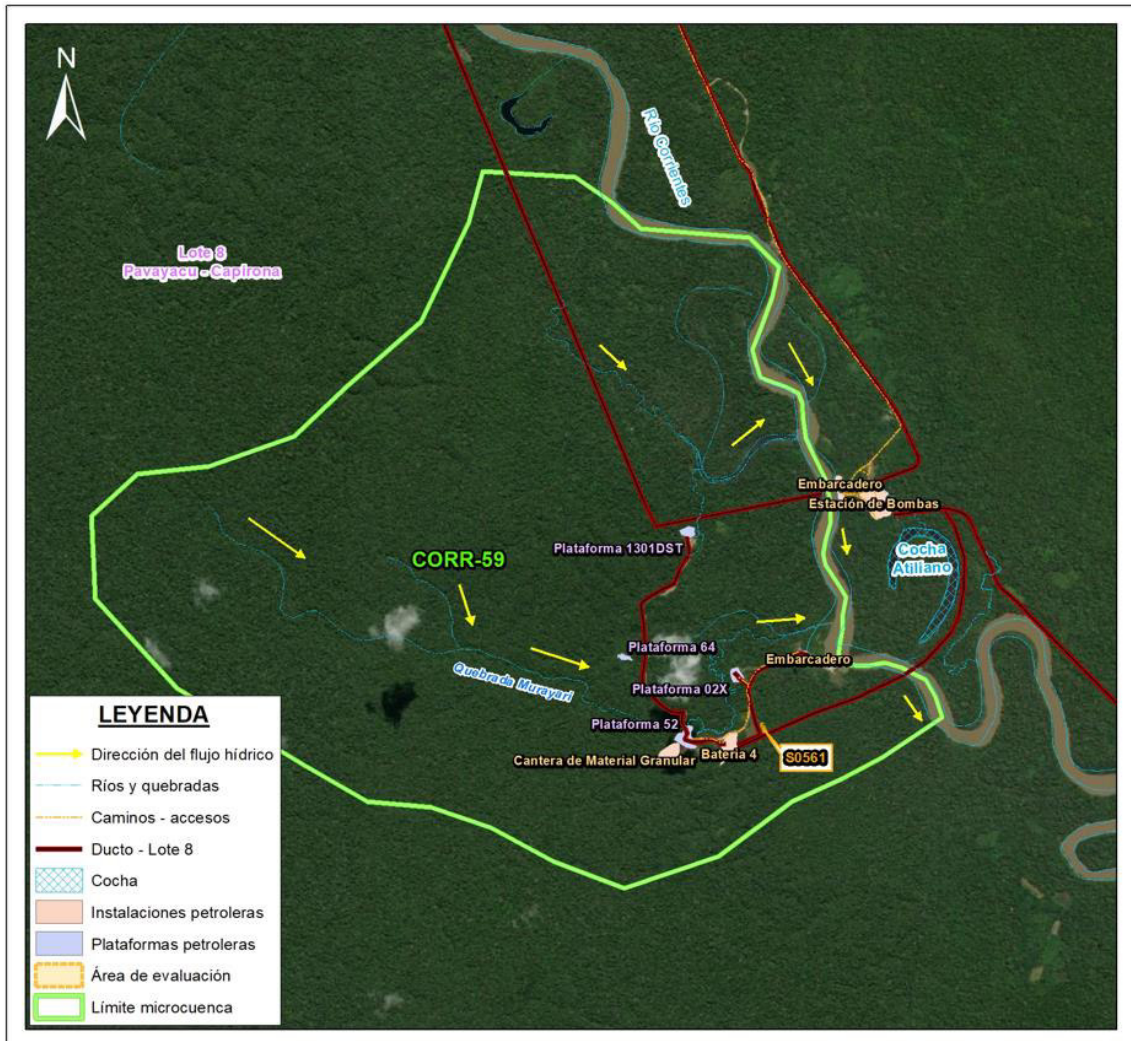 N
Río Corrientes
Lote 8
Pavayacu - Capirona
Embarcadero
Estación de Bombas
Plataforma 1301DST
Cocha
Atiliano
CORR-59
Plataforma 64
Embarcadero
Quebrada Murayari
Plataforma 02X
Plataforma 52
Batería 4
Cantera de Material Granular
S0561
LEYENDA
Dirección del flujo hídrico
Ríos y quebradas
Caminos - accesos
Ducto - Lote 8
Cocha
Instalaciones petroleras
Plataformas petroleras
Área de evaluación
Límite microcuenca